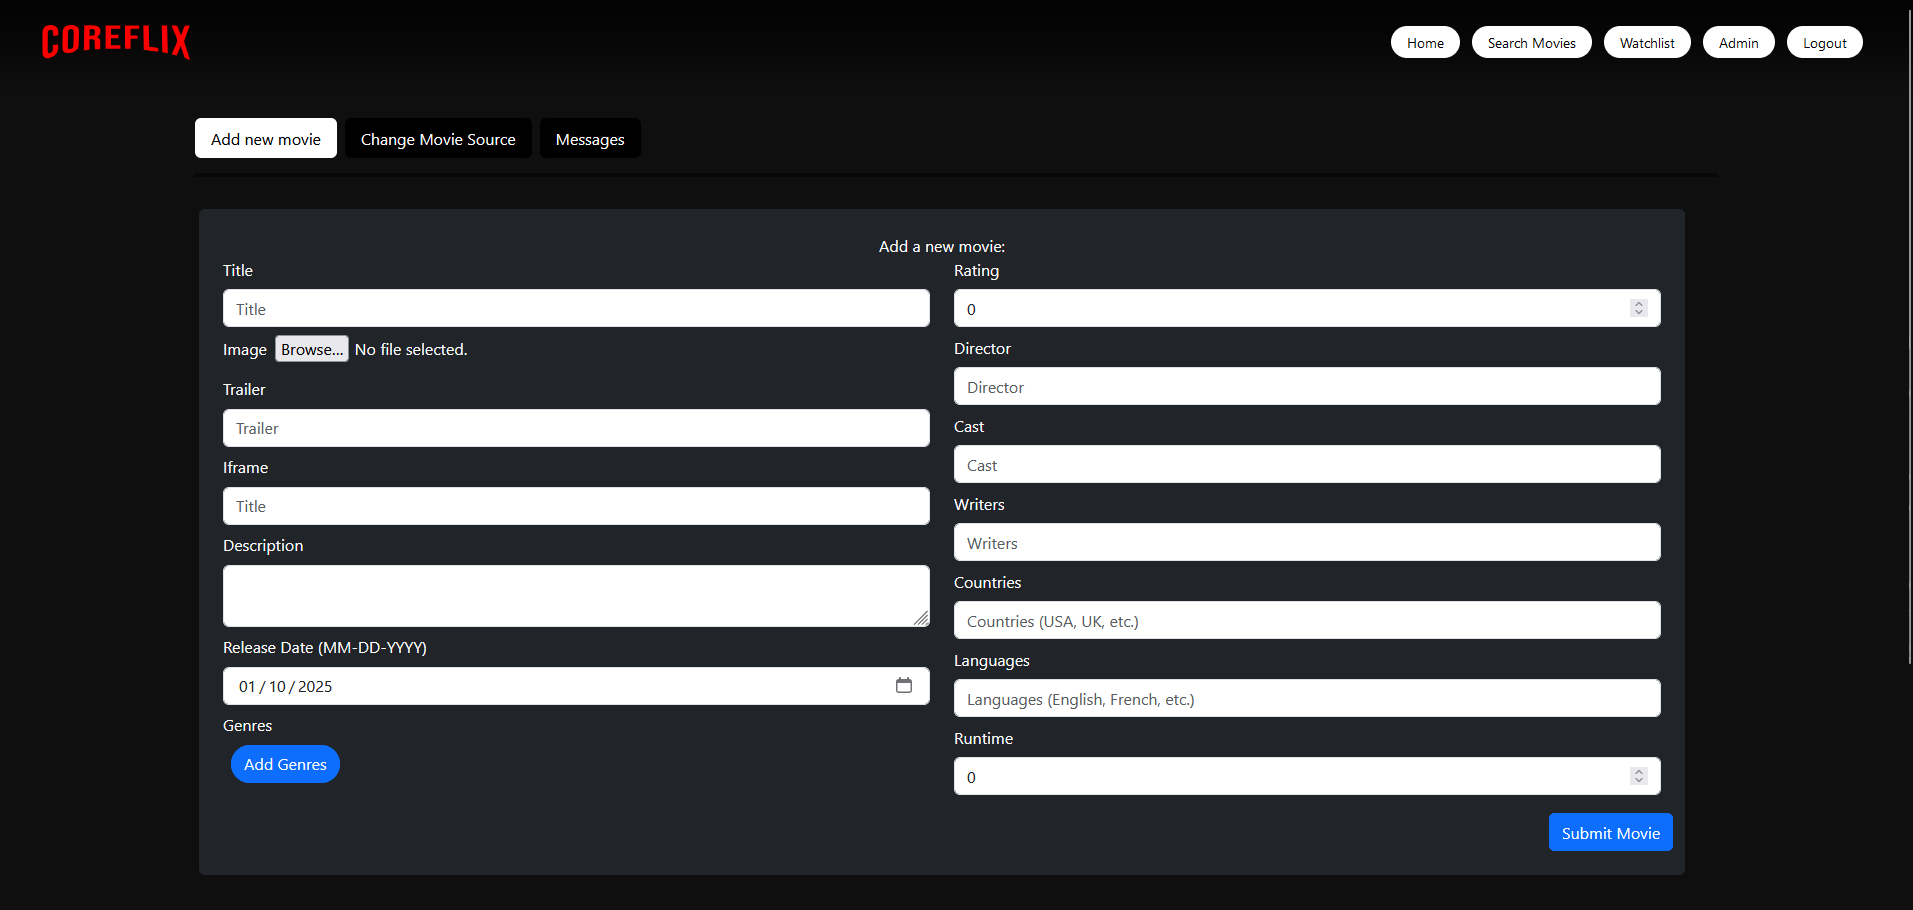 COREFLIX
Home Search Movies Watchlist Admin Logout
Add new movie Change Movie Source Messages
Add a new movie:
Title
Title
Image Browse... No file selected.
Trailer
Trailer
Iframe
Title
Description
Release Date (MM-DD-YYYY)
01 / 10 / 2025
Genres
Add Genres
Rating
0
Director
Director
Cast
Cast
Writers
Writers
Countries
Countries (USA, UK, etc.)
Languages
Languages (English, French, etc.)
Runtime
0
Submit Movie